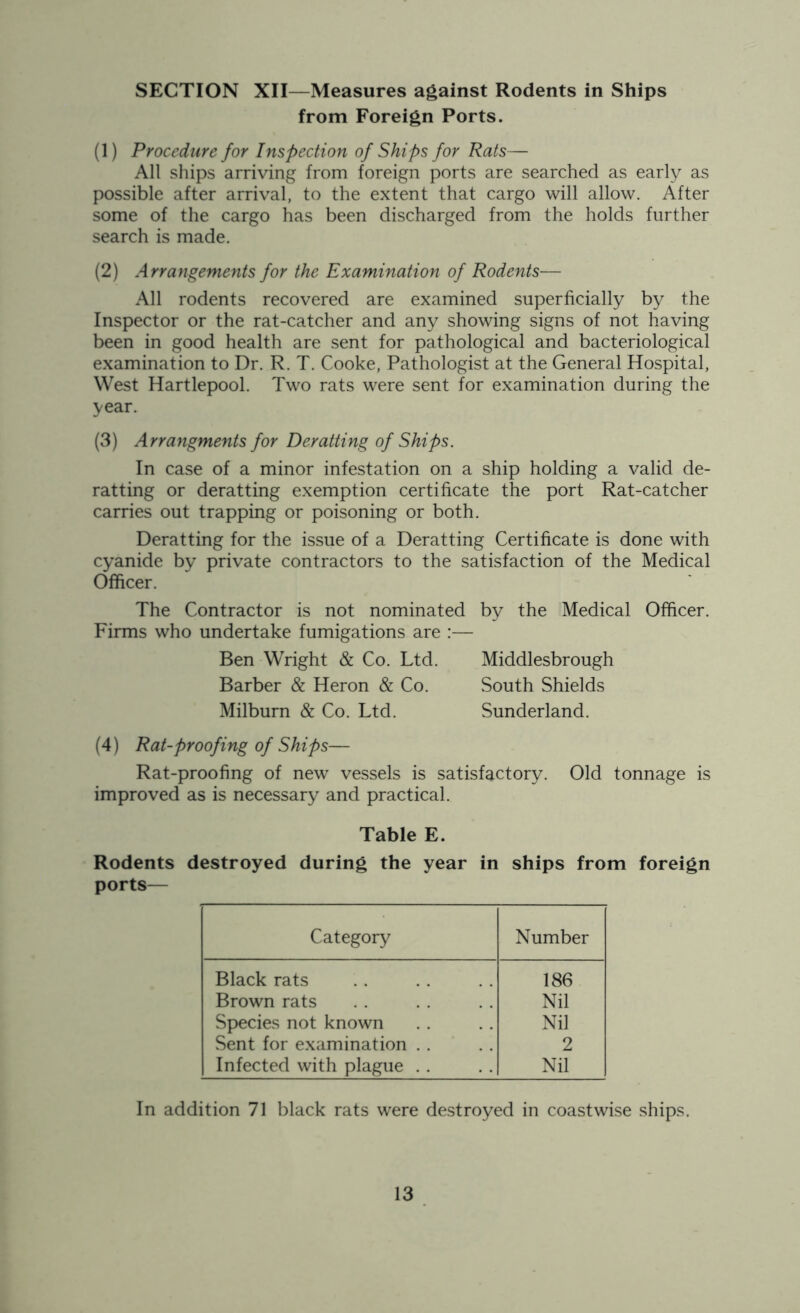 SECTION XII—Measures against Rodents in Ships
from Foreign Ports.
(1) Procedure for Inspection of Ships for Rats—
All ships arriving from foreign ports are searched as early as
possible after arrival, to the extent that cargo will allow. After
some of the cargo has been discharged from the holds further
search is made.
(2) Arrangements for the Examination of Rodents—
All rodents recovered are examined superficially by the
Inspector or the rat-catcher and any showing signs of not having
been in good health are sent for pathological and bacteriological
examination to Dr. R. T. Cooke, Pathologist at the General Hospital,
West Hartlepool. Two rats were sent for examination during the
year.
(3) Arrangments for Deratting of Ships.
In case of a minor infestation on a ship holding a valid de-
ratting or deratting exemption certificate the port Rat-catcher
carries out trapping or poisoning or both.
Deratting for the issue of a Deratting Certificate is done with
cyanide by private contractors to the satisfaction of the Medical
Officer.
The Contractor is not nominated by the Medical Officer.
Firms who undertake fumigations are :—
Ben Wright & Co. Ltd. Middlesbrough
Barber & Heron & Co. South Shields
Milburn & Co. Ltd. Sunderland.
(4) Rat-proofing of Ships—
Rat-proofing of new vessels is satisfactory. Old tonnage is
improved as is necessary and practical.
Table E.
Rodents destroyed during the year in ships from foreign
ports—
Category Number
Black rats . . . . . . 186
Brown rats . . . . . . Nil
Species not known . . . . Nil
Sent for examination . . . . 2
Infected with plague . . . . Nil
In addition 71 black rats were destroyed in coastwise ships.
13